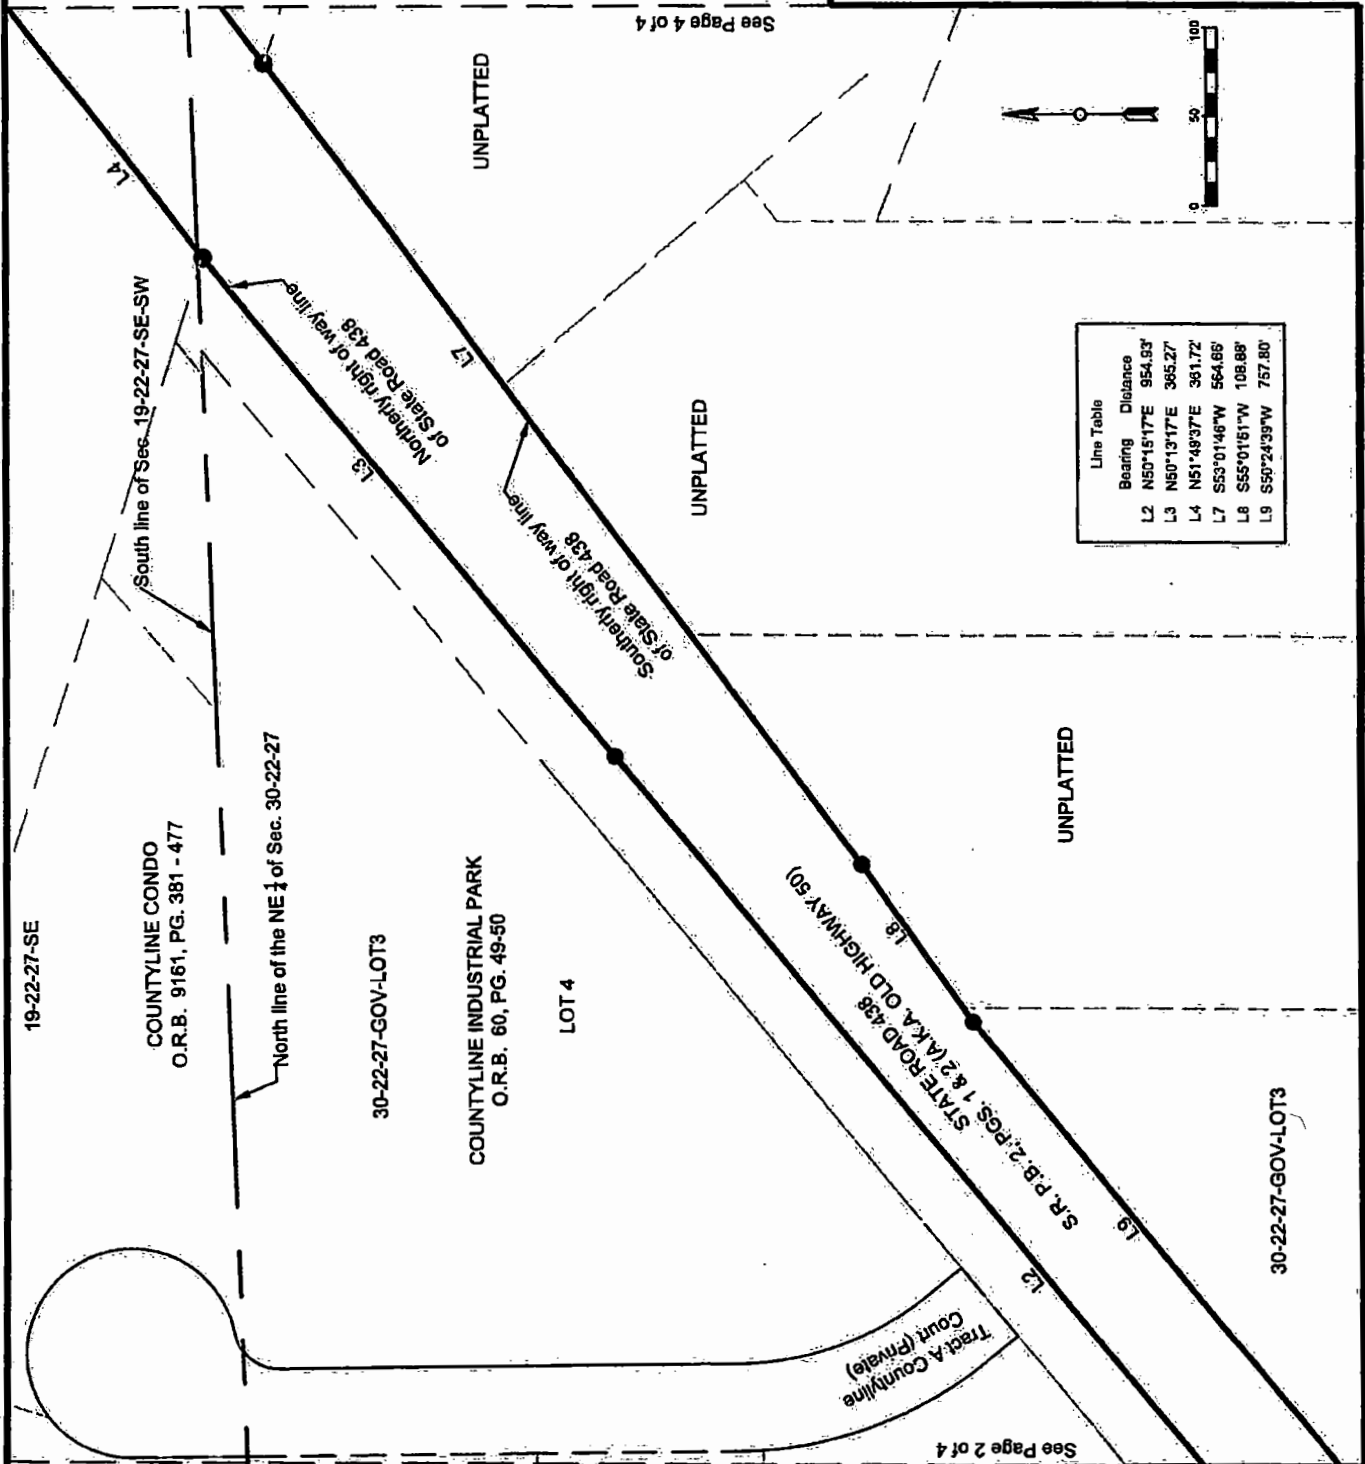 See Page 4 of 4
19-22-27-SE
COUNTYLINE CONDO
O.R.B. 9161, PG. 381 - 477
South line of Sec. 19-22-27-SE-SW
North line of the NE ¼ of Sec. 30-22-27
30-22-27-GOV-LOT3
COUNTYLINE INDUSTRIAL PARK
O.R.B. 60, PG. 49-50
LOT 4
L4
L3
Northerly right of way line
of State Road 438
L7
Southerly right of way line
of State Road 438
UNPLATTED
UNPLATTED
UNPLATTED
L8
STATE ROAD 438
S.R. P.B. 2, PGS. 1 & 2 (A.K.A. OLD HIGHWAY 50)
L2
L9
Tract A Countyline
Court (Private)
See Page 2 of 4
30-22-27-GOV-LOT3
Line Table
Bearing Distance
L2 N50°15'17"E 954.93'
L3 N50°13'17"E 365.27'
L4 N51°49'37"E 361.72'
L7 S53°01'46"W 564.66'
L8 S55°01'51"W 108.88'
L9 S50°24'39"W 757.80'
0 50 100